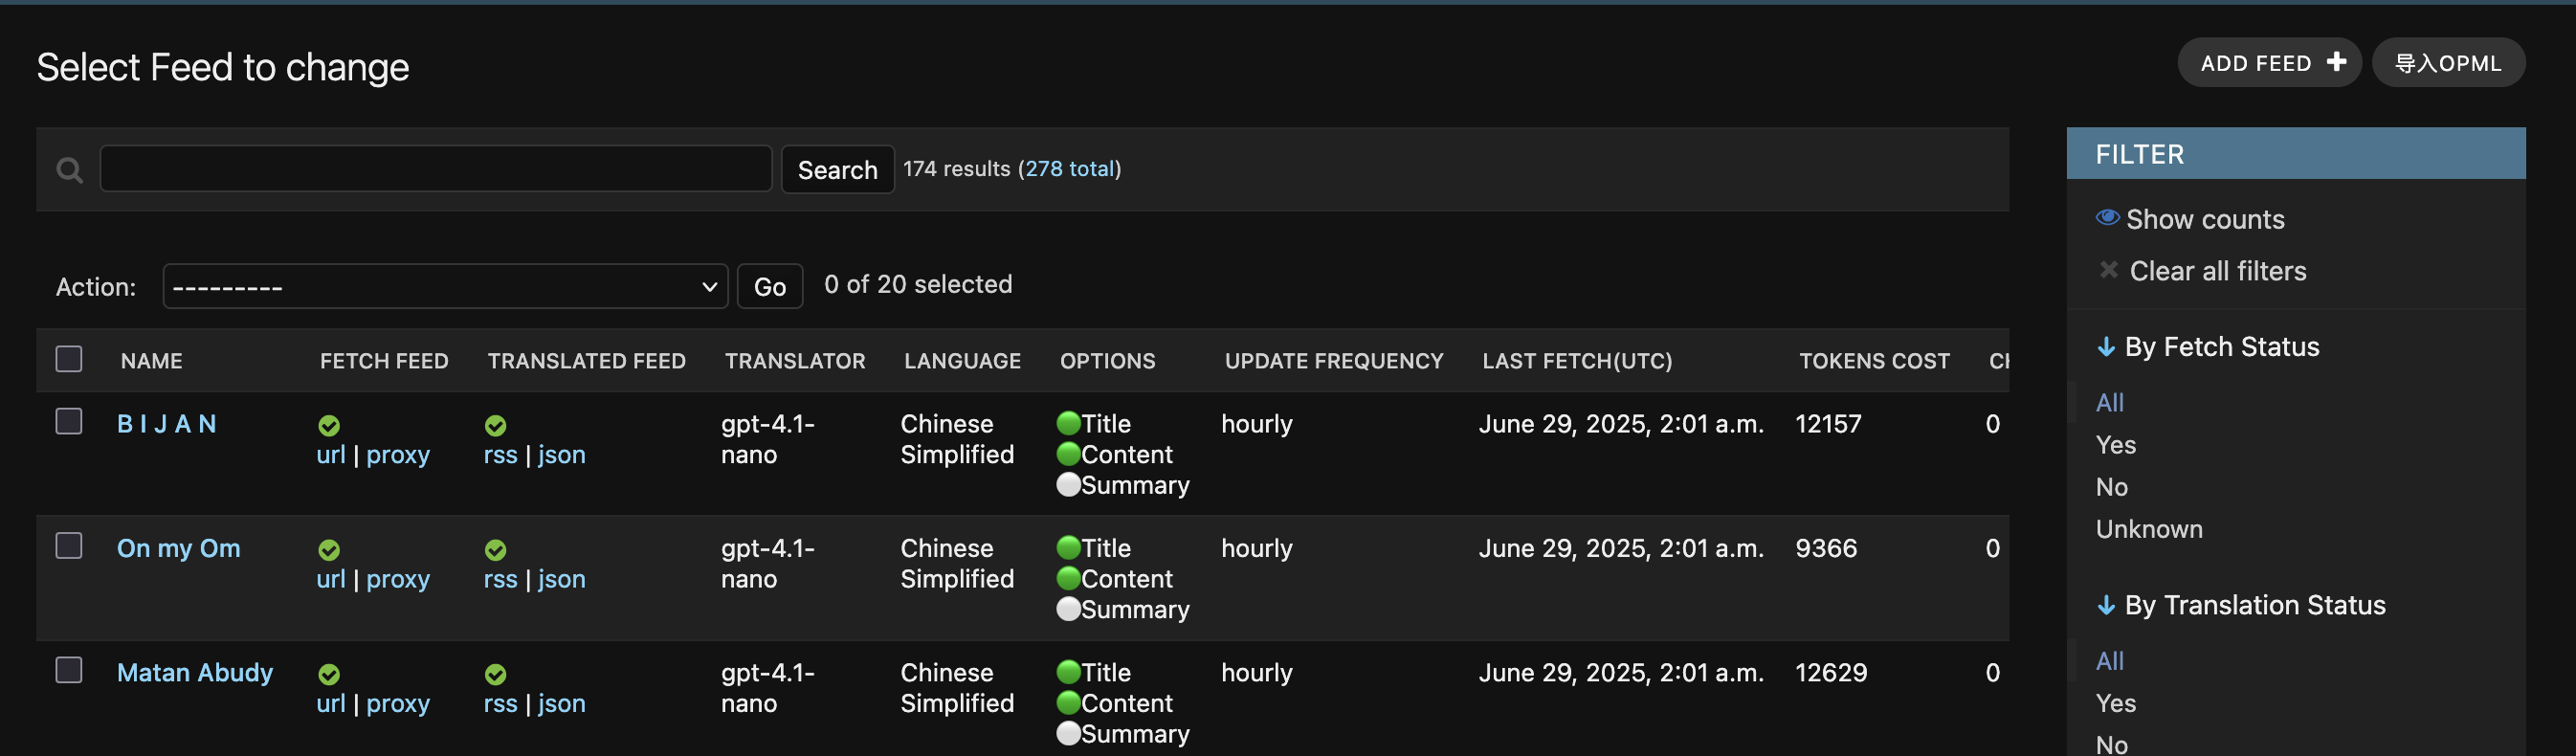 Select Feed to change
ADD FEED
导入OPML
Search 174 results (278 total)
Action: --------- Go 0 of 20 selected
NAME FETCH FEED TRANSLATED FEED TRANSLATOR LANGUAGE OPTIONS UPDATE FREQUENCY LAST FETCH(UTC) TOKENS COST
B I J A N gpt-4.1- Chinese Title hourly June 29, 2025, 2:01 a.m. 12157 0
url | proxy rss | json nano Simplified Content
Summary
On my Om gpt-4.1- Chinese Title hourly June 29, 2025, 2:01 a.m. 9366 0
url | proxy rss | json nano Simplified Content
Summary
Matan Abudy gpt-4.1- Chinese Title hourly June 29, 2025, 2:01 a.m. 12629 0
url | proxy rss | json nano Simplified Content
Summary
FILTER
Show counts
Clear all filters
By Fetch Status
All
Yes
No
Unknown
By Translation Status
All
Yes
No